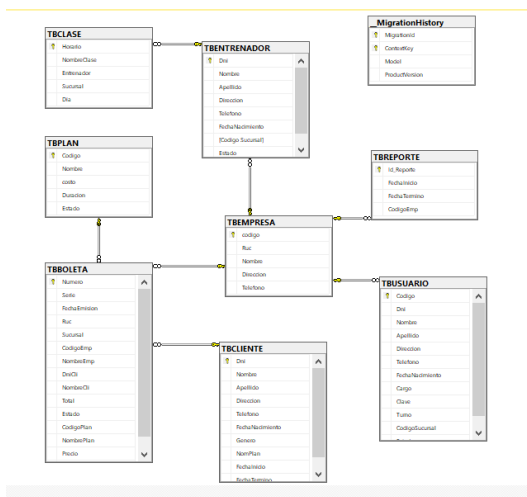 TBCLASE
Horario
NombreClase
Entrenador
Sucursal
Dia
TBENTRENADOR
Dni
Nombre
Apellido
Direccion
Telefono
FechaNacimiento
[Codigo Sucursal]
Estado
__MigrationHistory
MigrationId
ContextKey
Model
ProductVersion
TBPLAN
Codigo
Nombre
costo
Duracion
Estado
TBREPORTE
Id_Reporte
FechaInicio
FechaTermino
CodigoEmp
TBEMPRESA
codigo
Ruc
Nombre
Direccion
Telefono
TBBOLETA
Numero
Serie
FechaEmision
Ruc
Sucursal
CodigoEmp
NombreEmp
DniCli
NombreCli
Total
Estado
CodigoPlan
NombrePlan
Precio
TBCLIENTE
Dni
Nombre
Apellido
Direccion
Telefono
FechaNacimiento
Genero
NomPlan
FechaInicio
FechaTermino
TBUSUARIO
Codigo
Dni
Nombre
Apellido
Direccion
Telefono
FechaNacimiento
Cargo
Clave
Turno
CodigoSucursal